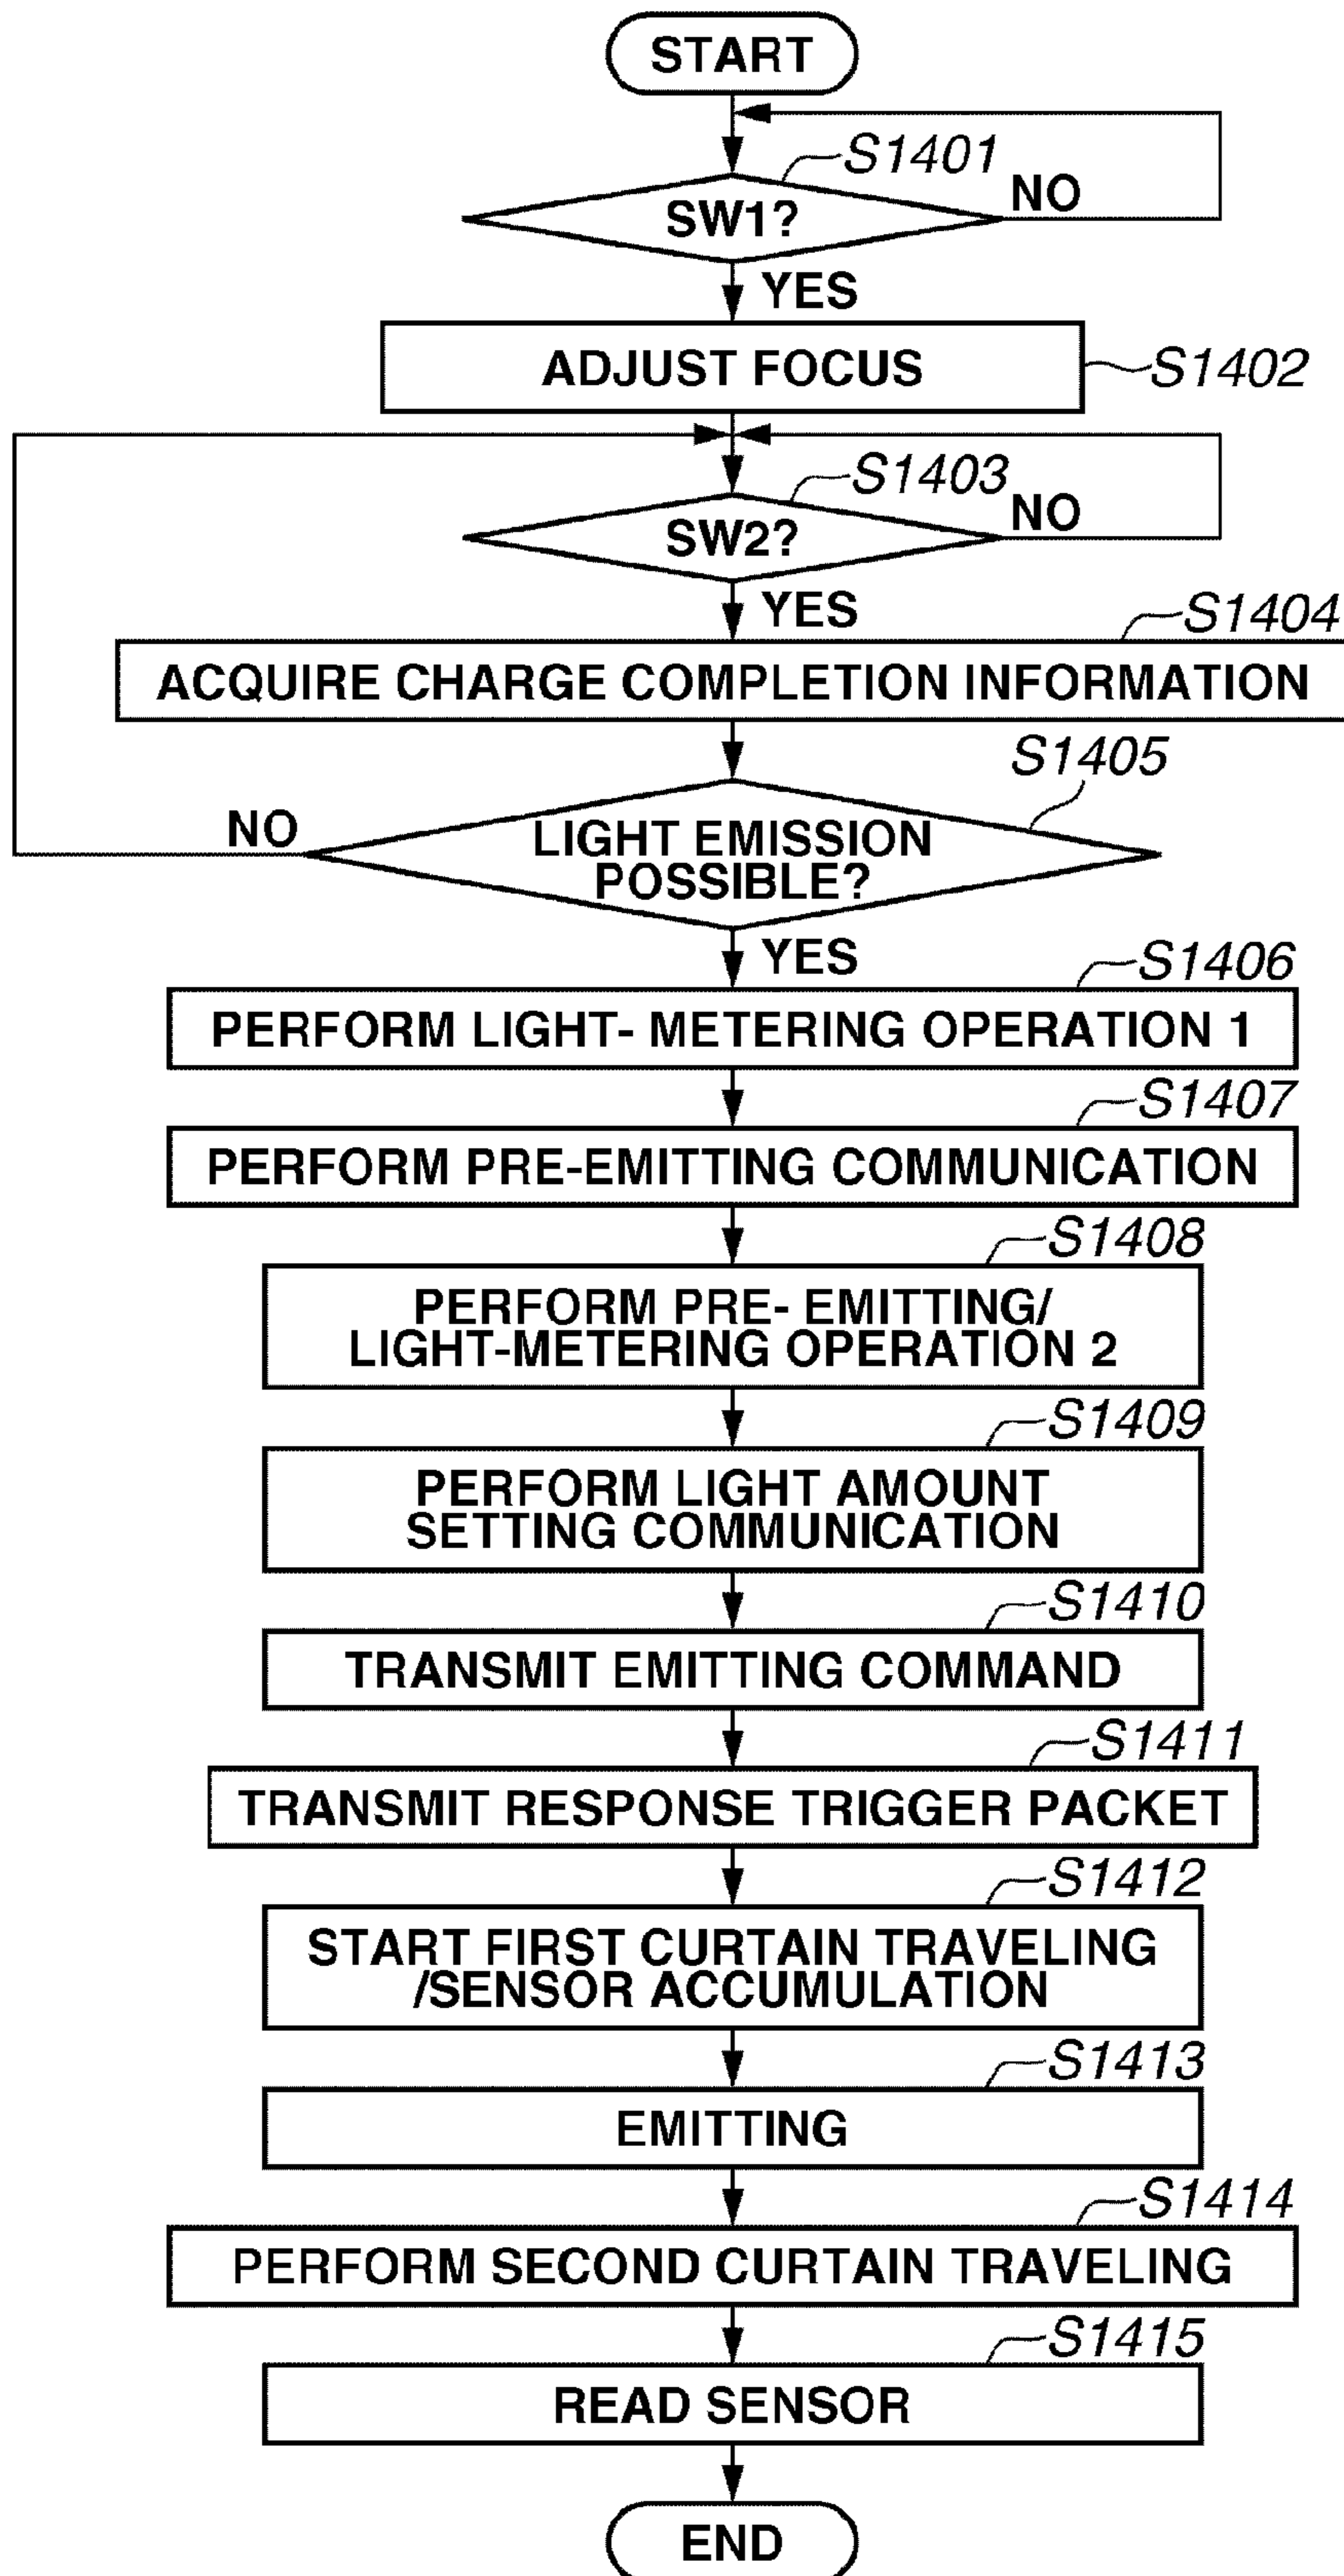 START
S1401
SW1?
NO
YES
ADJUST FOCUS
S1402
S1403
SW2?
NO
YES
S1404
ACQUIRE CHARGE COMPLETION INFORMATION
S1405
NO
LIGHT EMISSION
POSSIBLE?
YES
S1406
PERFORM LIGHT- METERING OPERATION 1
S1407
PERFORM PRE-EMITTING COMMUNICATION
S1408
PERFORM PRE- EMITTING/
LIGHT-METERING OPERATION 2
S1409
PERFORM LIGHT AMOUNT
SETTING COMMUNICATION
S1410
TRANSMIT EMITTING COMMAND
S1411
TRANSMIT RESPONSE TRIGGER PACKET
S1412
START FIRST CURTAIN TRAVELING
/SENSOR ACCUMULATION
S1413
EMITTING
S1414
PERFORM SECOND CURTAIN TRAVELING
S1415
READ SENSOR
END